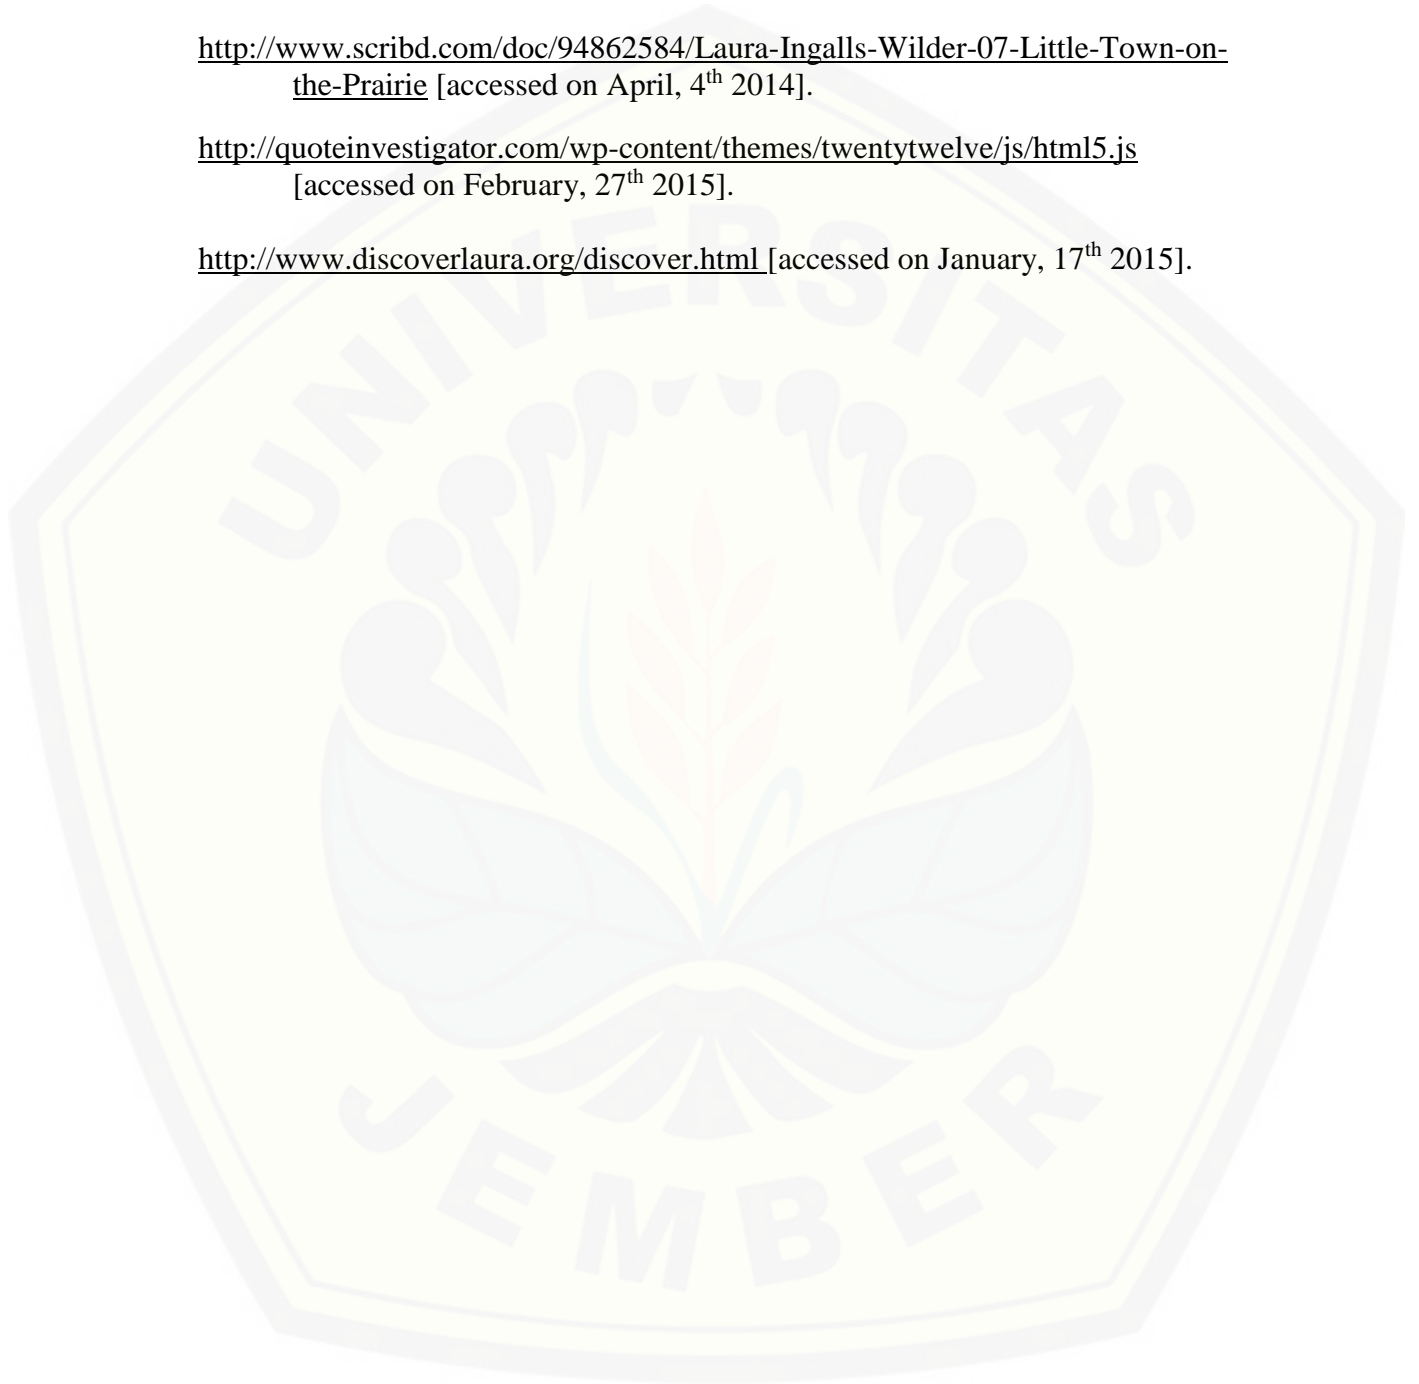 http://www.scribd.com/doc/94862584/Laura-Ingalls-Wilder-07-Little-Town-on-
the-Prairie [accessed on April, 4th 2014].
http://quoteinvestigator.com/wp-content/themes/twentytwelve/js/html5.js
[accessed on February, 27th 2015].
http://www.discoverlaura.org/discover.html [accessed on January, 17th 2015].
UNIVERSITAS
JEMBER